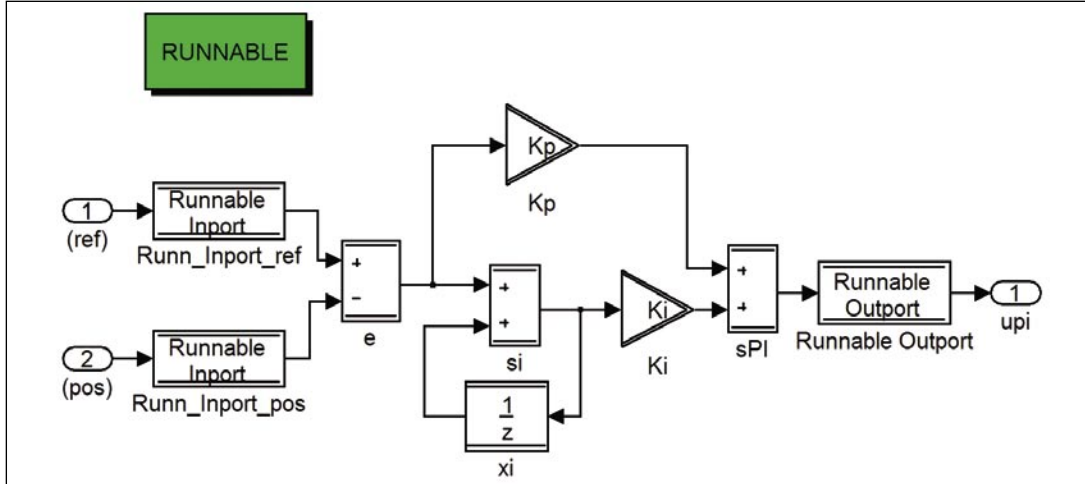 RUNNABLE
Kp
Kp
1
(ref)
Runnable
Inport
Runn_Inport_ref
+
−
e
2
(pos)
Runnable
Inport
Runn_Inport_pos
+
+
si
1
z
xi
Ki
Ki
+
+
sPI
Runnable
Outport
Runnable Outport
1
upi